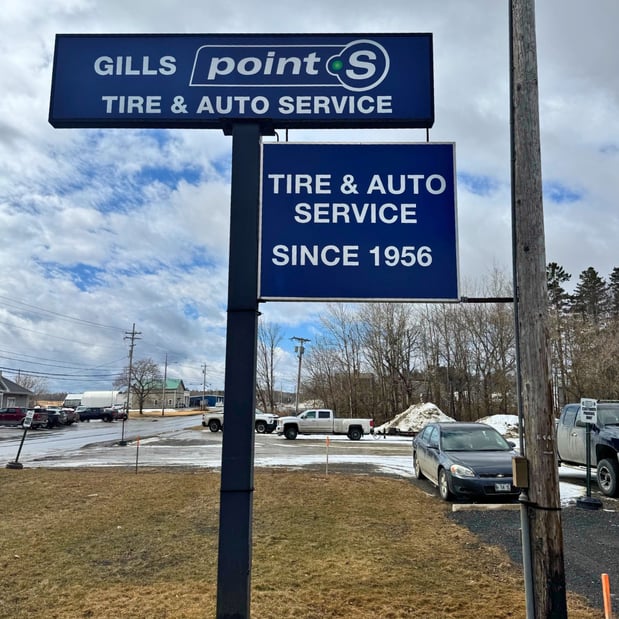 GILLS point S
TIRE & AUTO SERVICE
TIRE & AUTO
SERVICE
SINCE 1956